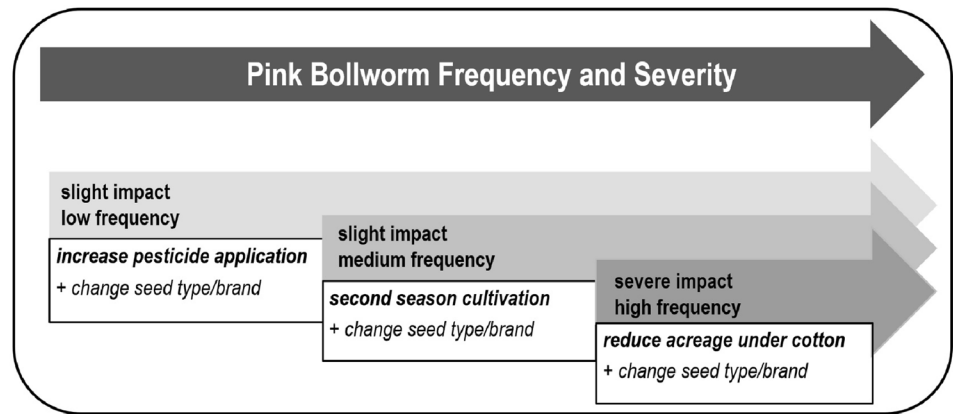 Pink Bollworm Frequency and Severity
slight impact
low frequency
increase pesticide application
+ change seed type/brand
slight impact
medium frequency
second season cultivation
+ change seed type/brand
severe impact
high frequency
reduce acreage under cotton
+ change seed type/brand